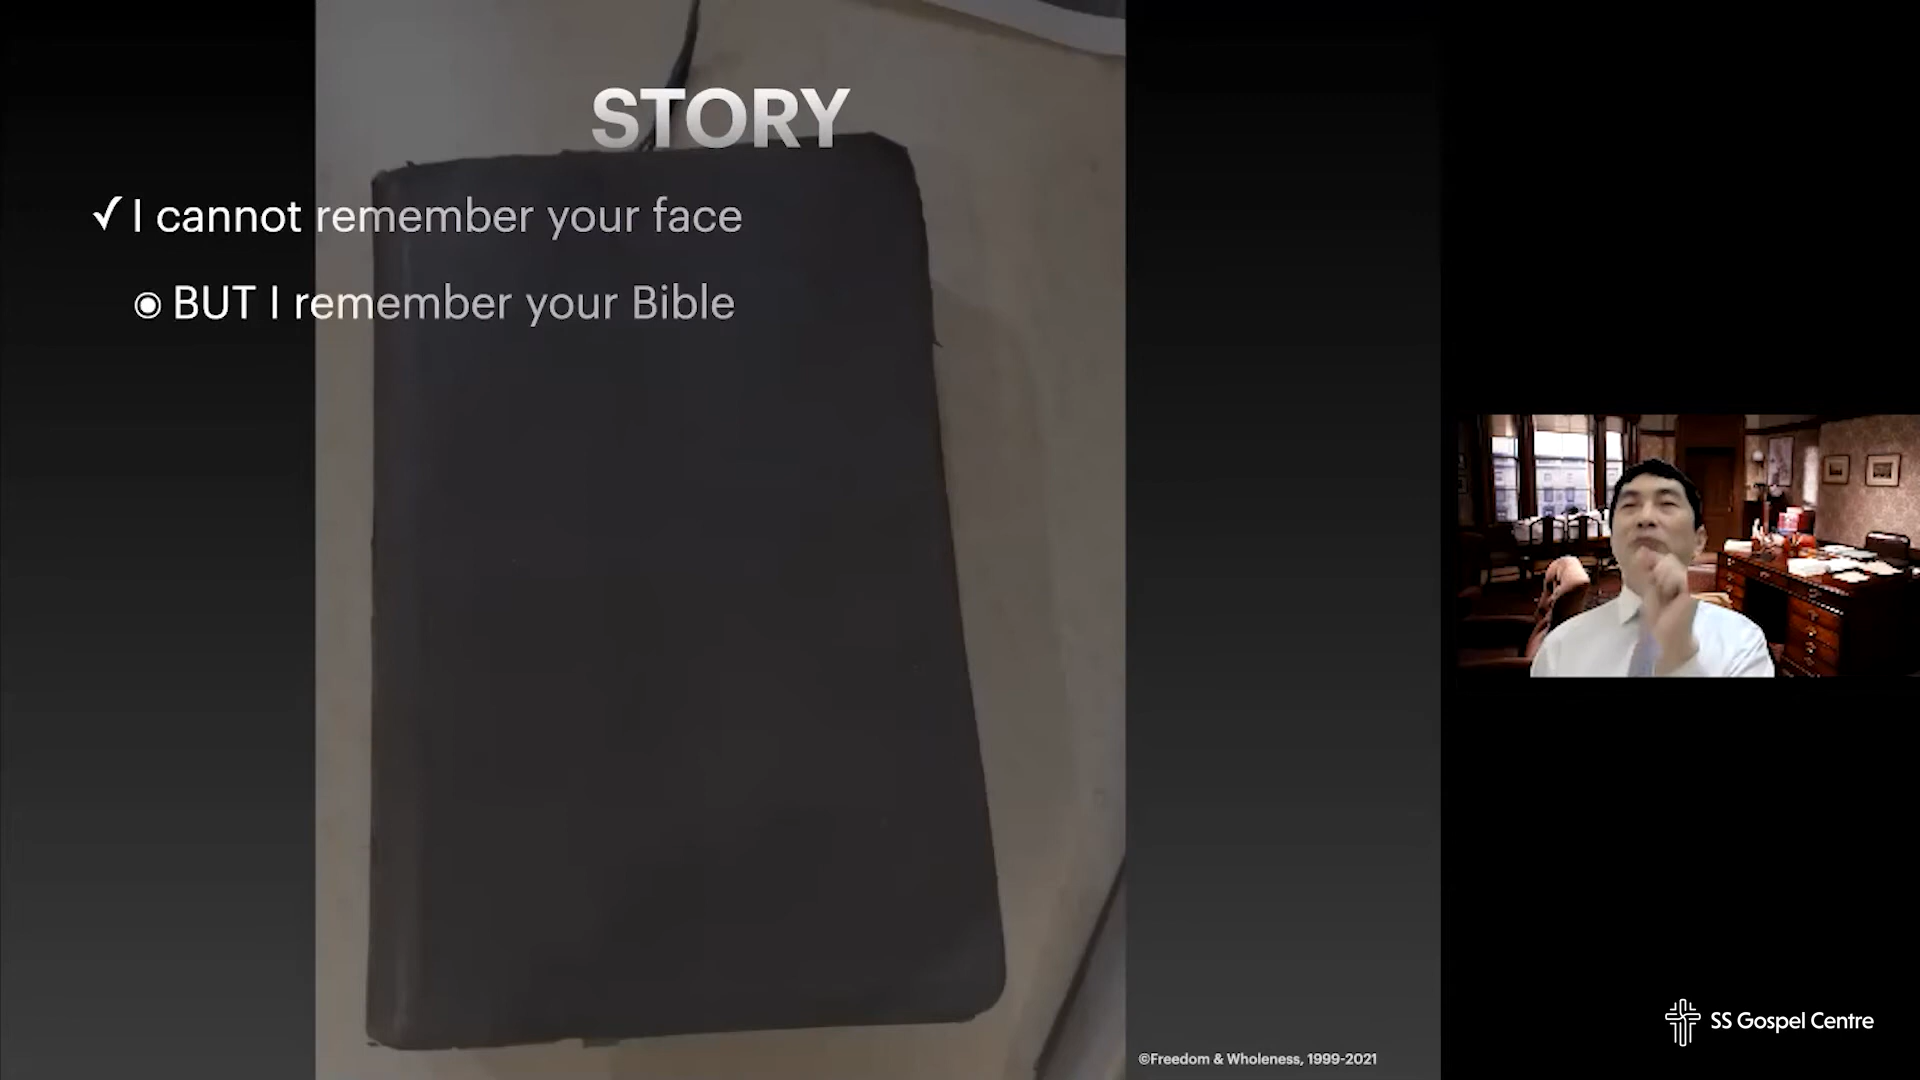 STORY
✓ I cannot remember your face
◉ BUT I remember your Bible
SS Gospel Centre
©Freedom & Wholeness, 1999-2021